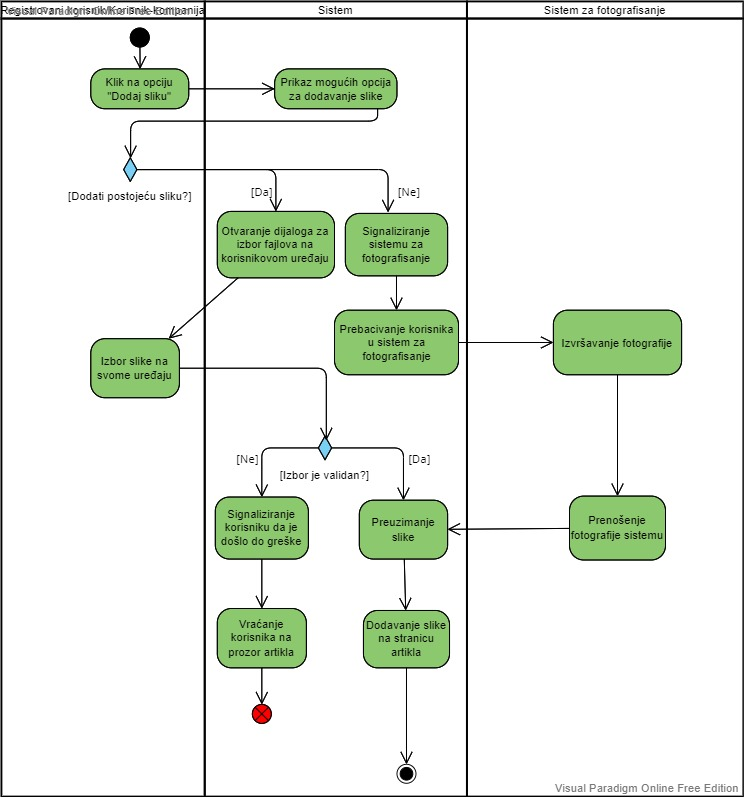 Registrovani korisnik/Korisnik-Kompanija
Sistem
Sistem za fotografisanje
Klik na opciju
"Dodaj sliku"
Prikaz mogućih opcija
za dodavanje slike
[Dodati postojeću sliku?]
[Da]
[Ne]
Otvaranje dijaloga za
izbor fajlova na
korisnikovom uređaju
Signaliziranje
sistemu za
fotografisanje
Prebacivanje korisnika
u sistem za
fotografisanje
Izvršavanje fotografije
Izbor slike na
svome uređaju
[Ne]
[Da]
[Izbor je validan?]
Signaliziranje
korisniku da je
došlo do greške
Preuzimanje
slike
Prenošenje
fotografije sistemu
Vraćanje
korisnika na
prozor artikla
Dodavanje slike
na stranicu
artikla
Visual Paradigm Online Free Edition